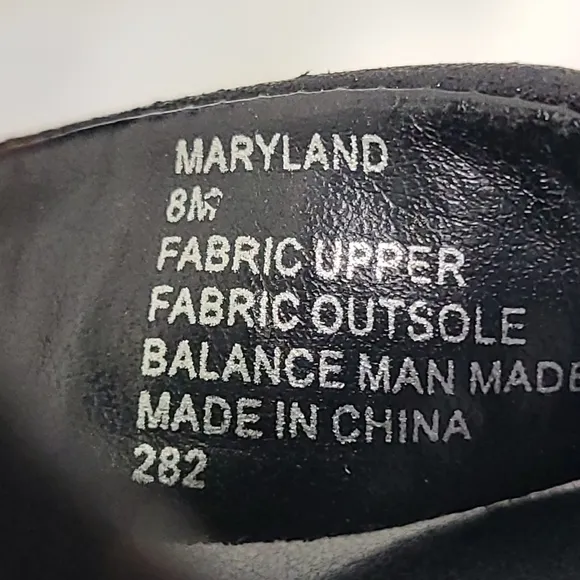 MARYLAND
8M
FABRIC UPPER
FABRIC OUTSOLE
BALANCE MAN MADE
MADE IN CHINA
282